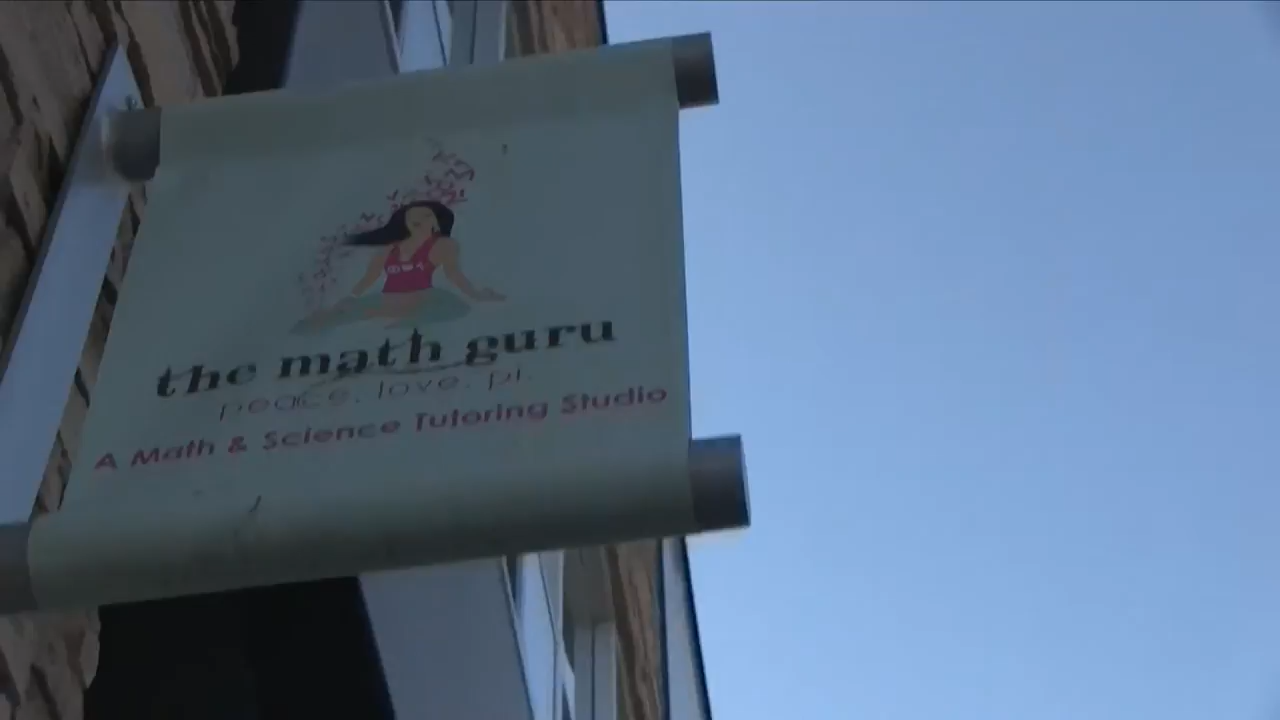 the math guru
peace. love. pi.
A Math & Science Tutoring Studio